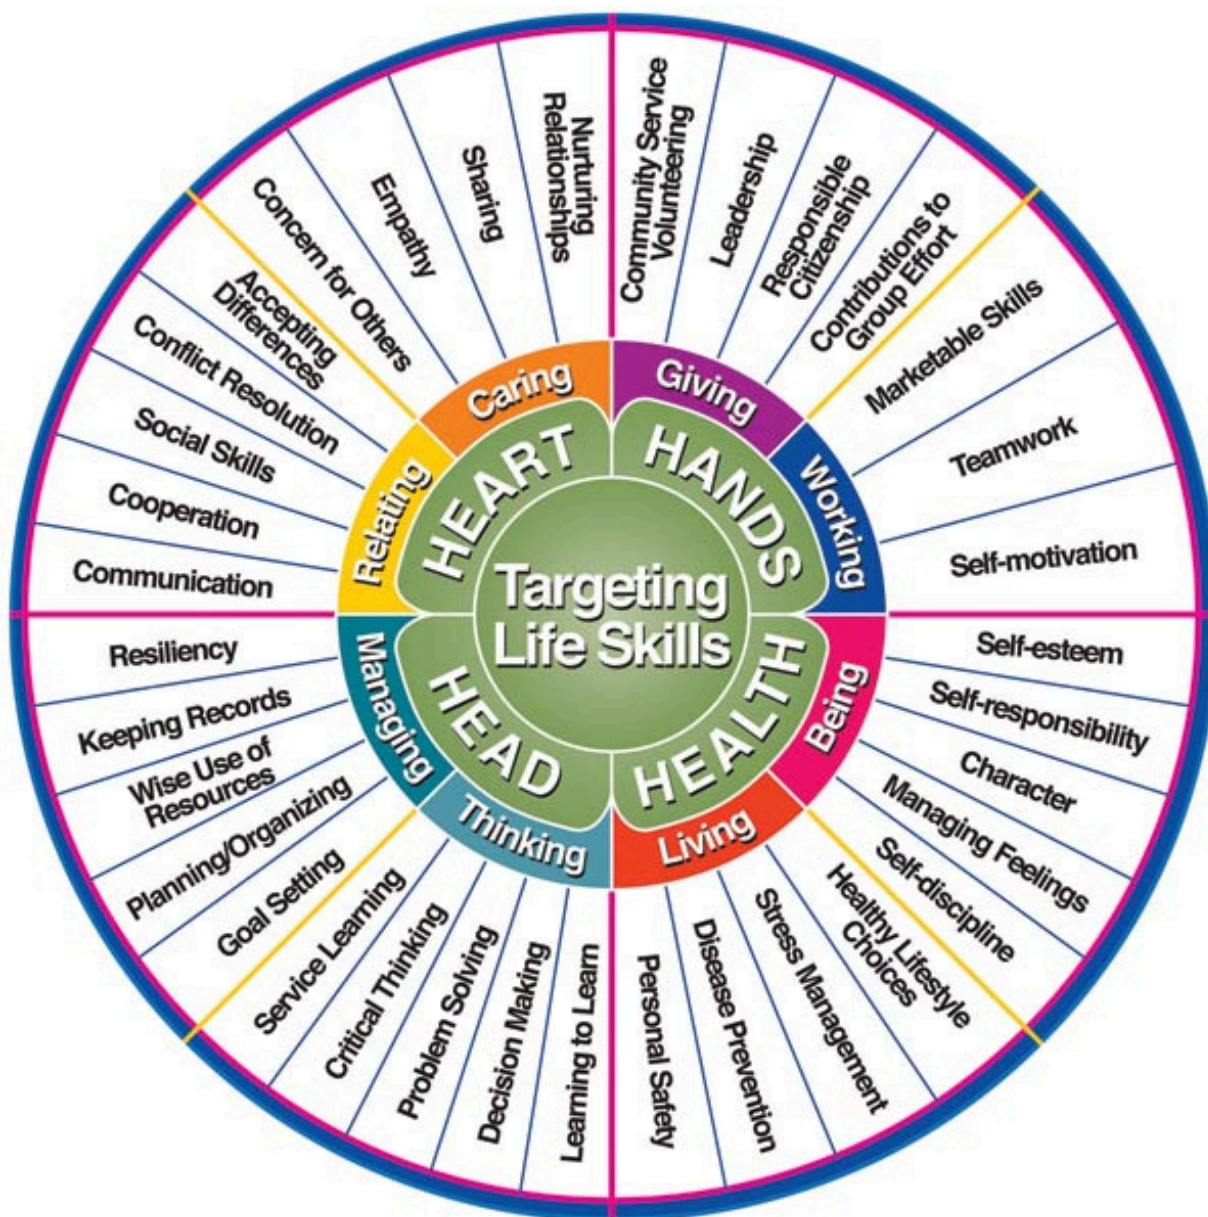 Targeting
Life Skills
HEART
HANDS
HEALTH
HEAD
Caring
Giving
Working
Being
Living
Thinking
Managing
Relating
Nurturing
Relationships
Sharing
Empathy
Concern for Others
Community Service
Volunteering
Leadership
Responsible
Citizenship
Contributions to
Group Effort
Marketable Skills
Teamwork
Self-motivation
Self-esteem
Self-responsibility
Character
Managing Feelings
Self-discipline
Healthy Lifestyle
Choices
Stress Management
Disease Prevention
Personal Safety
Learning to Learn
Decision Making
Problem Solving
Critical Thinking
Service Learning
Goal Setting
Planning/Organizing
Wise Use of
Resources
Keeping Records
Resiliency
Communication
Cooperation
Social Skills
Conflict Resolution
Accepting
Differences